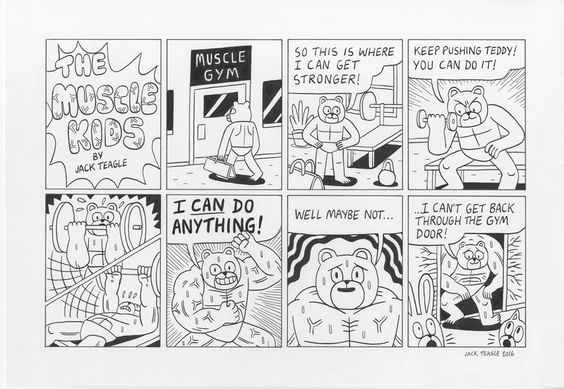 THE
MUSCLE
KIDS
BY
JACK TEAGLE
MUSCLE
GYM
SO THIS IS WHERE
I CAN GET
STRONGER!
KEEP PUSHING TEDDY!
YOU CAN DO IT!
I CAN DO
ANYTHING!
WELL MAYBE NOT...
...I CAN'T GET BACK
THROUGH THE GYM
DOOR!
JACK TEAGLE 2016